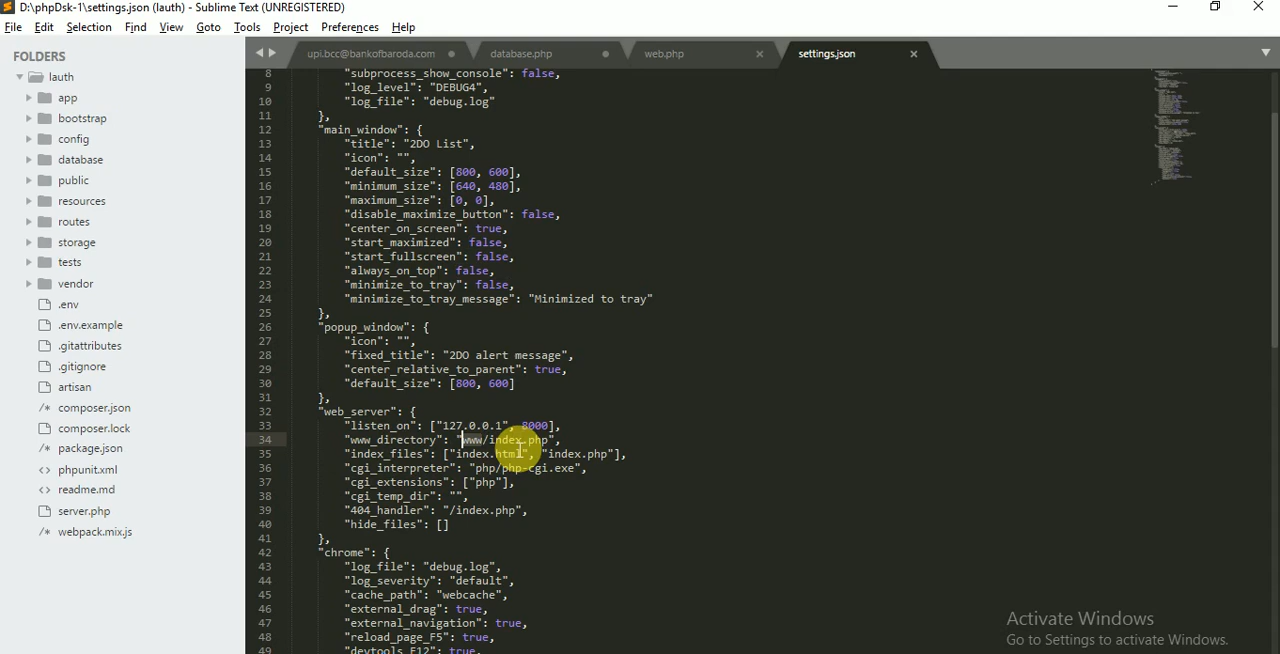 D:\phpDsk-1\settings.json (lauth) - Sublime Text (UNREGISTERED)
File Edit Selection Find View Goto Tools Project Preferences Help
FOLDERS
lauth
app
bootstrap
config
database
public
resources
routes
storage
tests
vendor
.env
.env.example
.gitattributes
.gitignore
artisan
/* composer.json
composer.lock
/* package.json
<> phpunit.xml
<> readme.md
server.php
/* webpack.mix.js
upi.bcc@bankofbaroda.com database.php web.php settings.json
8 "subprocess_show_console": false,
9 "log_level": "DEBUG4",
10 "log_file": "debug.log"
11 },
12 "main_window": {
13 "title": "2DO List",
14 "icon": "",
15 "default_size": [800, 600],
16 "minimum_size": [640, 480],
17 "maximum_size": [0, 0],
18 "disable_maximize_button": false,
19 "center_on_screen": true,
20 "start_maximized": false,
21 "start_fullscreen": false,
22 "always_on_top": false,
23 "minimize_to_tray": false,
24 "minimize_to_tray_message": "Minimized to tray"
25 },
26 "popup_window": {
27 "icon": "",
28 "fixed_title": "2DO alert message",
29 "center_relative_to_parent": true,
30 "default_size": [800, 600]
31 },
32 "web_server": {
33 "listen_on": ["127.0.0.1", 8000],
34 "www_directory": "www/index.php",
35 "index_files": ["index.html", "index.php"],
36 "cgi_interpreter": "php/php-cgi.exe",
37 "cgi_extensions": ["php"],
38 "cgi_temp_dir": "",
39 "404_handler": "/index.php",
40 "hide_files": []
41 },
42 "chrome": {
43 "log_file": "debug.log",
44 "log_severity": "default",
45 "cache_path": "webcache",
46 "external_drag": true,
47 "external_navigation": true,
48 "reload_page_F5": true,
49 "devtools_F12": true,
Activate Windows
Go to Settings to activate Windows.